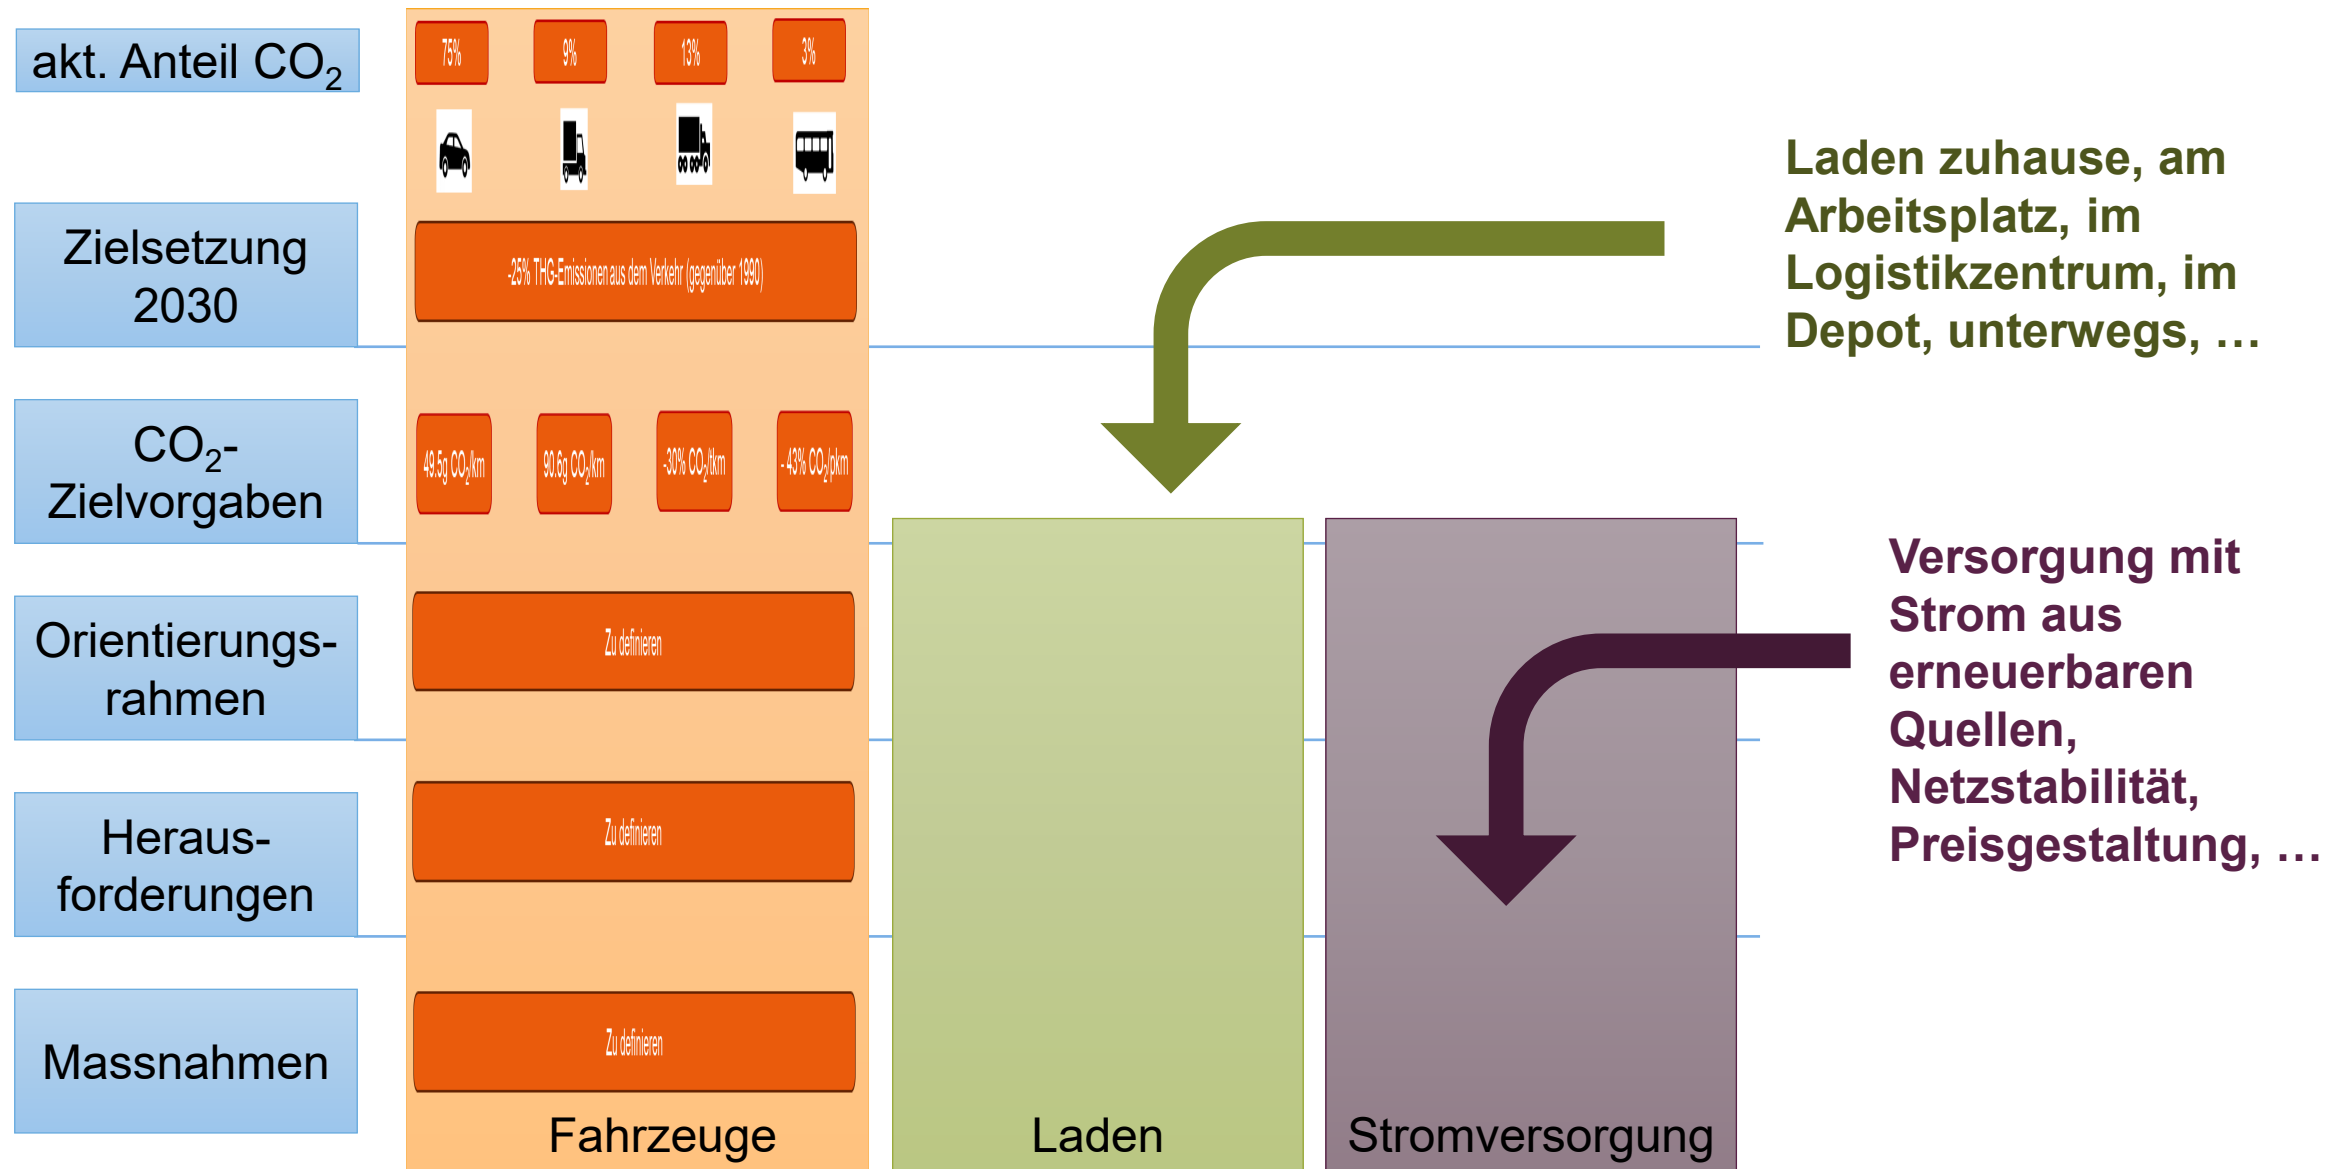 akt. Anteil CO₂
75%
9%
13%
3%
Zielsetzung
2030
-25% THG-Emissionen aus dem Verkehr (gegenüber 1990)
Laden zuhause, am
Arbeitsplatz, im
Logistikzentrum, im
Depot, unterwegs, …
CO₂-
Zielvorgaben
49.5g CO₂/km
90.6g CO₂/km
-30% CO₂/tkm
- 43% CO₂/pkm
Versorgung mit
Strom aus
erneuerbaren
Quellen,
Netzstabilität,
Preisgestaltung, …
Orientierungs-
rahmen
Zu definieren
Heraus-
forderungen
Zu definieren
Massnahmen
Zu definieren
Fahrzeuge
Laden
Stromversorgung